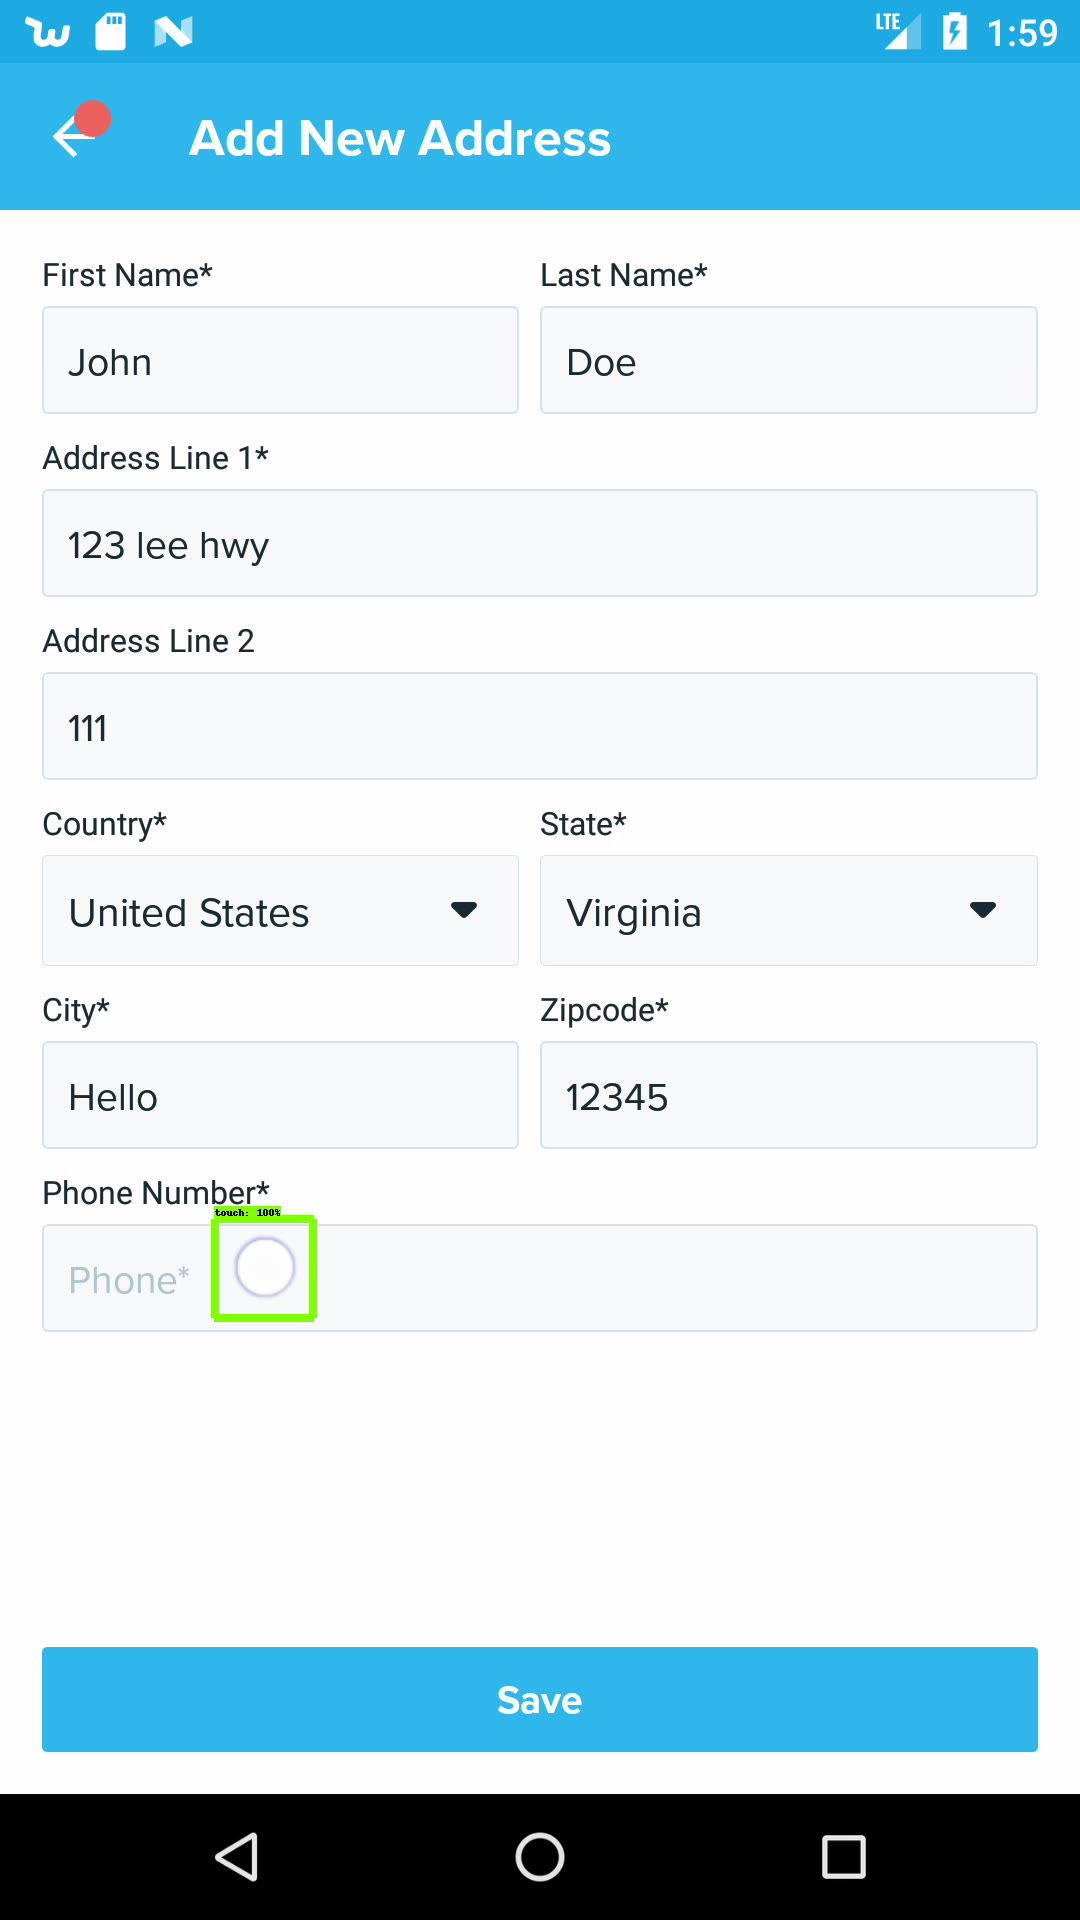 LTE 1:59
Add New Address
First Name* Last Name*
John Doe
Address Line 1*
123 lee hwy
Address Line 2
111
Country* State*
United States Virginia
City* Zipcode*
Hello 12345
Phone Number*
touch: 100%
Phone*
Save